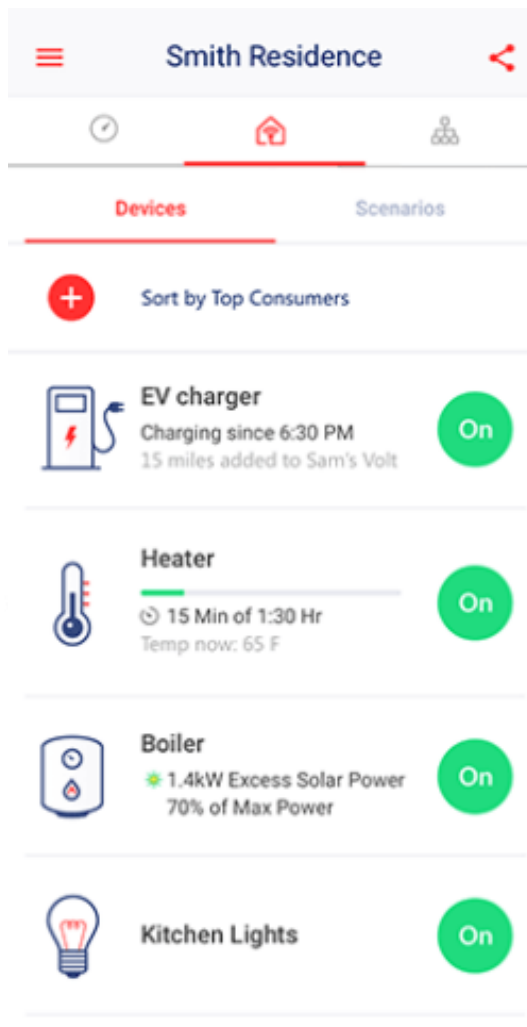 Smith Residence
Devices
Scenarios
Sort by Top Consumers
EV charger
Charging since 6:30 PM
15 miles added to Sam's Volt
On
Heater
15 Min of 1:30 Hr
Temp now: 65 F
On
Boiler
1.4kW Excess Solar Power
70% of Max Power
On
Kitchen Lights
On